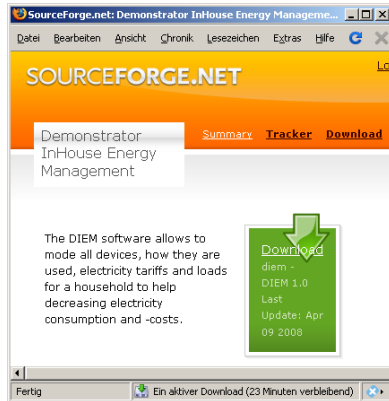 SourceForge.net: Demonstrator InHouse Energy Manageme...
Datei Bearbeiten Ansicht Chronik Lesezeichen Extras Hilfe
Lo
SOURCEFORGE.NET
Summary Tracker Download
Demonstrator
InHouse Energy
Management
The DIEM software allows to
mode all devices, how they are
used, electricity tariffs and loads
for a household to help
decreasing electricity
consumption and -costs.
Download
diem -
DIEM 1.0
Last
Update: Apr
09 2008
Fertig
Ein aktiver Download (23 Minuten verbleibend)